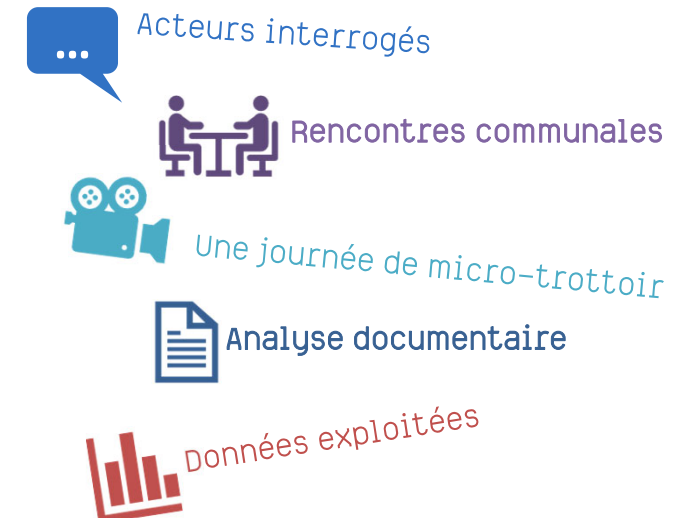 ...
Acteurs interrogés
Rencontres communales
Une journée de micro-trottoir
Analyse documentaire
Données exploitées